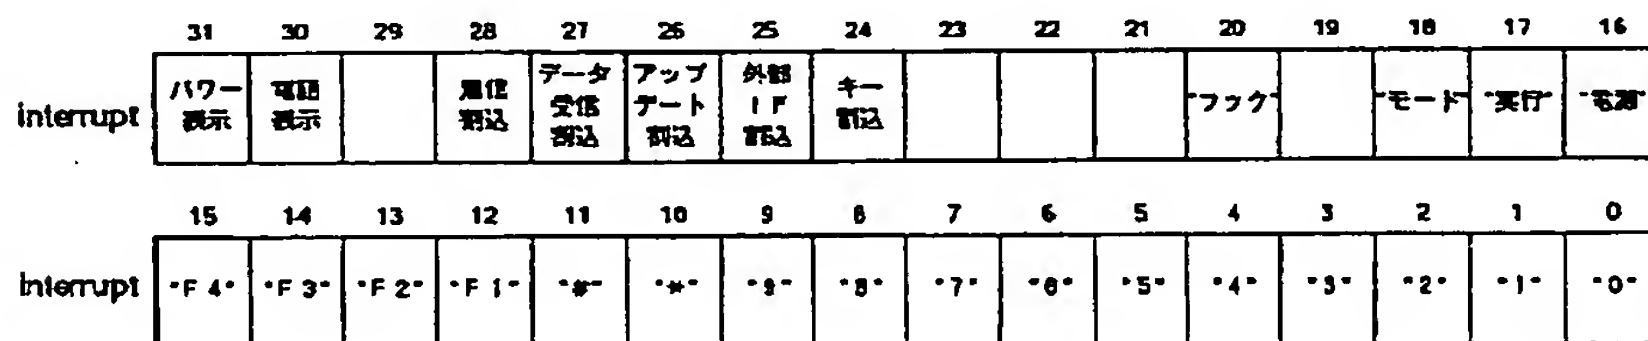 31 30 29 28 27 26 25 24 23 22 21 20 19 18 17 16
interrupt
パワー表示
電話表示
着信割込
データ受信割込
アップデート割込
外部IF割込
キー割込
"フック"
"モード"
"実行"
"電源"
15 14 13 12 11 10 9 8 7 6 5 4 3 2 1 0
interrupt "F4" "F3" "F2" "F1" "#" "*" "9" "8" "7" "6" "5" "4" "3" "2" "1" "0"